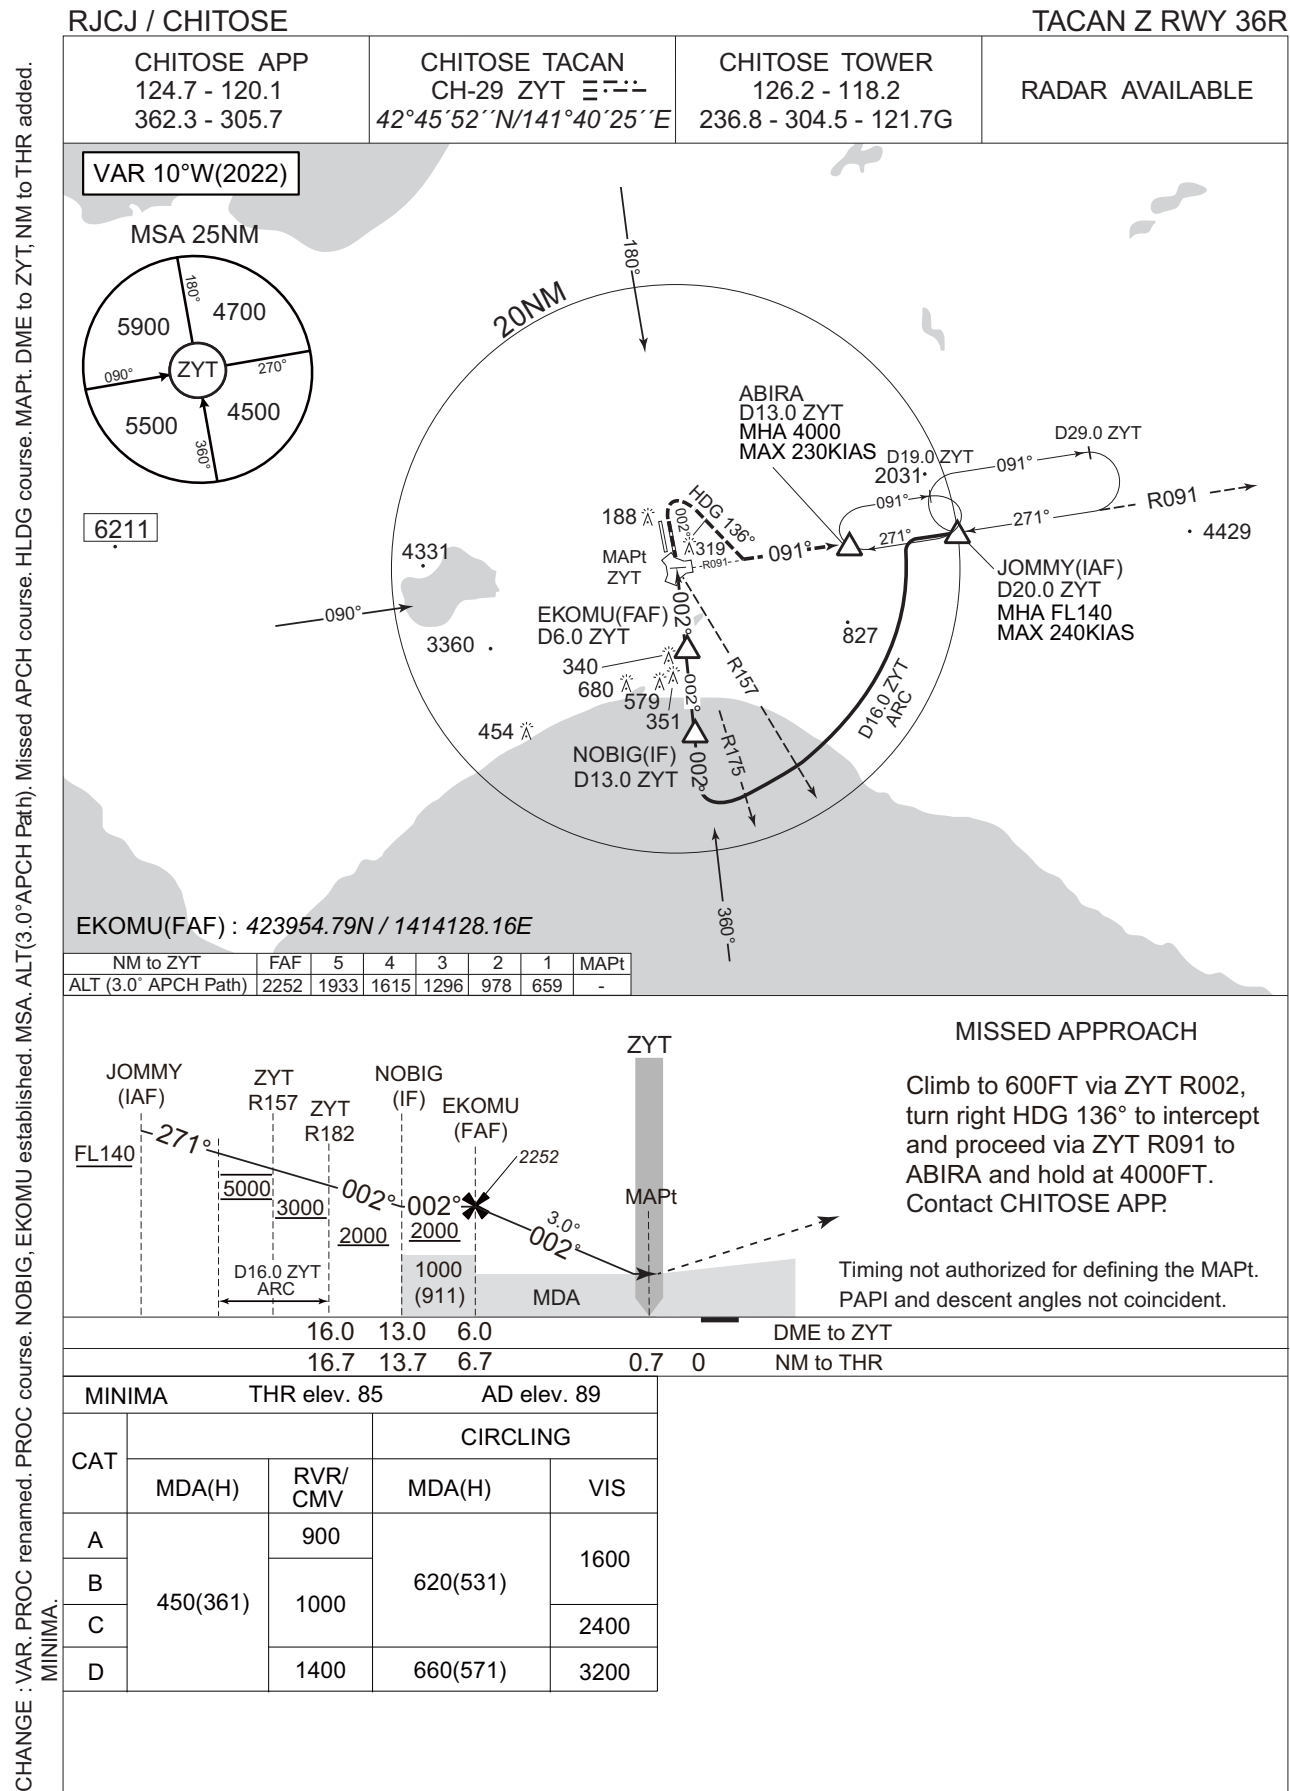 RJCJ / CHITOSE
TACAN Z RWY 36R
CHITOSE APP
124.7 - 120.1
362.3 - 305.7
CHITOSE TACAN
CH-29 ZYT
42°45´52´´N/141°40´25´´E
CHITOSE TOWER
126.2 - 118.2
236.8 - 304.5 - 121.7G
RADAR AVAILABLE
VAR 10°W(2022)
MSA 25NM
180°
5900
4700
090°
ZYT
270°
5500
4500
360°
6211
180°
20NM
ABIRA
D13.0 ZYT
MHA 4000
MAX 230KIAS
D19.0 ZYT
2031
D29.0 ZYT
091°
091°
R091
271°
271°
4429
HDG 136°
188
002°
319
MAPt
ZYT
R091
091°
4331
090°
3360
JOMMY(IAF)
D20.0 ZYT
MHA FL140
MAX 240KIAS
EKOMU(FAF)
D6.0 ZYT
002°
827
340
680
579
351
002°
R157
D16.0 ZYT
ARC
454
NOBIG(IF)
D13.0 ZYT
002°
R175
360°
EKOMU(FAF) : 423954.79N / 1414128.16E
NM to ZYT FAF 5 4 3 2 1 MAPt
ALT (3.0° APCH Path) 2252 1933 1615 1296 978 659 -
ZYT
JOMMY
(IAF)
ZYT
R157
ZYT
R182
NOBIG
(IF)
EKOMU
(FAF)
FL140
271°
5000
3000
002°
2000
002°
2000
2252
3.0°
002°
MAPt
D16.0 ZYT
ARC
1000
(911)
MDA
MISSED APPROACH
Climb to 600FT via ZYT R002,
turn right HDG 136° to intercept
and proceed via ZYT R091 to
ABIRA and hold at 4000FT.
Contact CHITOSE APP.
Timing not authorized for defining the MAPt.
PAPI and descent angles not coincident.
16.0 13.0 6.0 DME to ZYT
16.7 13.7 6.7 0.7 0 NM to THR
MINIMA THR elev. 85 AD elev. 89
CAT
CIRCLING
MDA(H)
RVR/
CMV
MDA(H)
VIS
A
B
C
D
450(361)
900
1000
1400
620(531)
660(571)
1600
2400
3200
CHANGE : VAR. PROC renamed. PROC course. NOBIG, EKOMU established. MSA. ALT(3.0°APCH Path). Missed APCH course. HLDG course. MAPt. DME to ZYT, NM to THR added.
MINIMA.